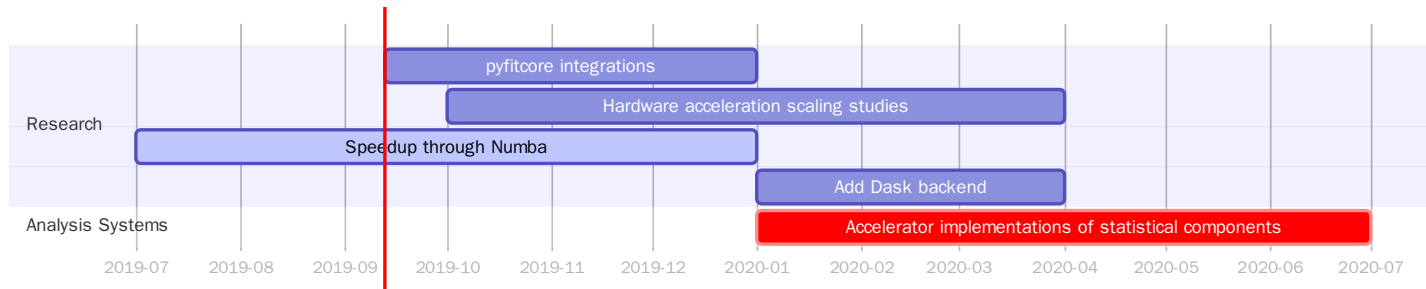 pyfitcore integrations
Hardware acceleration scaling studies
Research
Speedup through Numba
Add Dask backend
Analysis Systems
Accelerator implementations of statistical components
2019-07 2019-08 2019-09 2019-10 2019-11 2019-12 2020-01 2020-02 2020-03 2020-04 2020-05 2020-06 2020-07